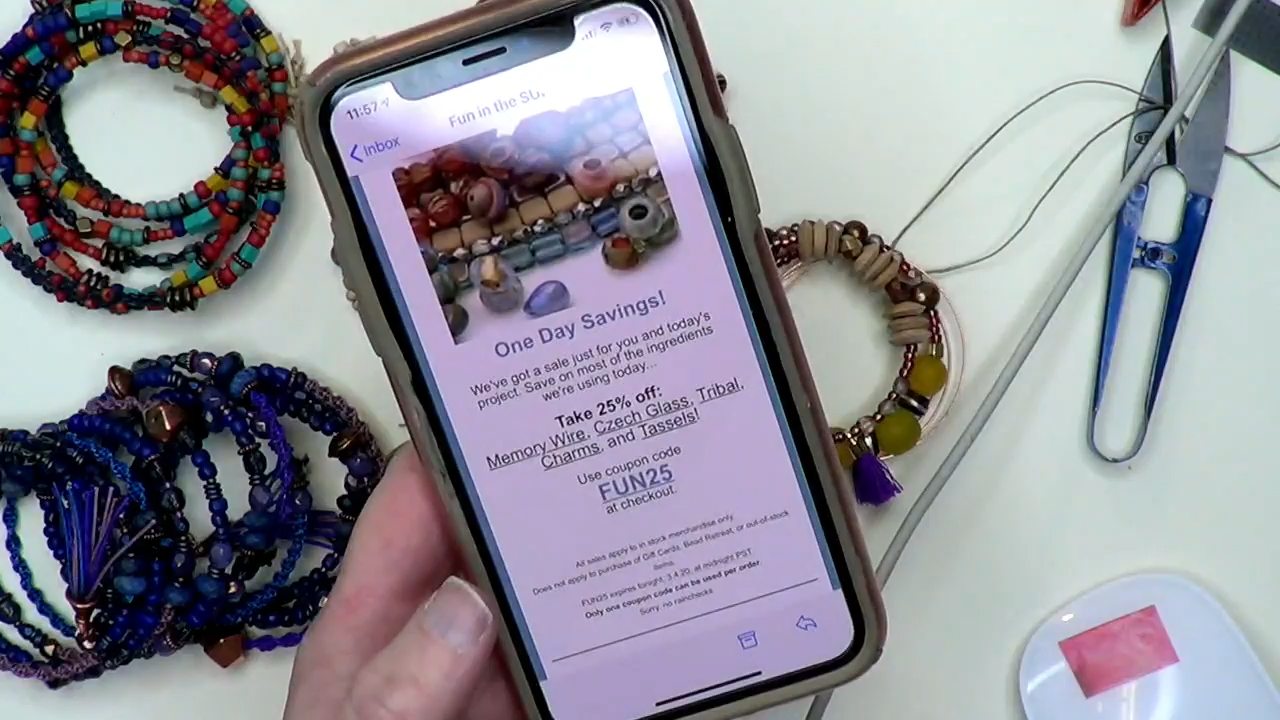 11:57
Inbox
Fun in the
One Day Savings!
We've got a sale just for you and today's
project. Save on most of the ingredients
we're using today...
Take 25% off:
Memory Wire, Czech Glass, Tribal,
Charms, and Tassels!
Use coupon code
FUN25
at checkout.
All sales apply to in stock merchandise only.
Does not apply to purchase of Gift Cards, Bead Retreat, or out-of-stock
items.
FUN25 expires tonight, 3.4.20, at midnight PST.
Only one coupon code can be used per order.
Sorry, no rainchecks.